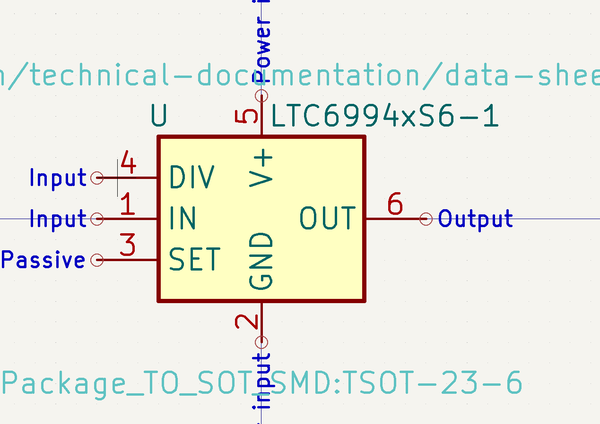 Power i
/technical-documentation/data-shee
U
5
LTC6994xS6-1
Input
4
DIV
V+
Input
1
IN
OUT
6
Output
Passive
3
SET
GND
2
input
Package_TO_SOT_SMD:TSOT-23-6